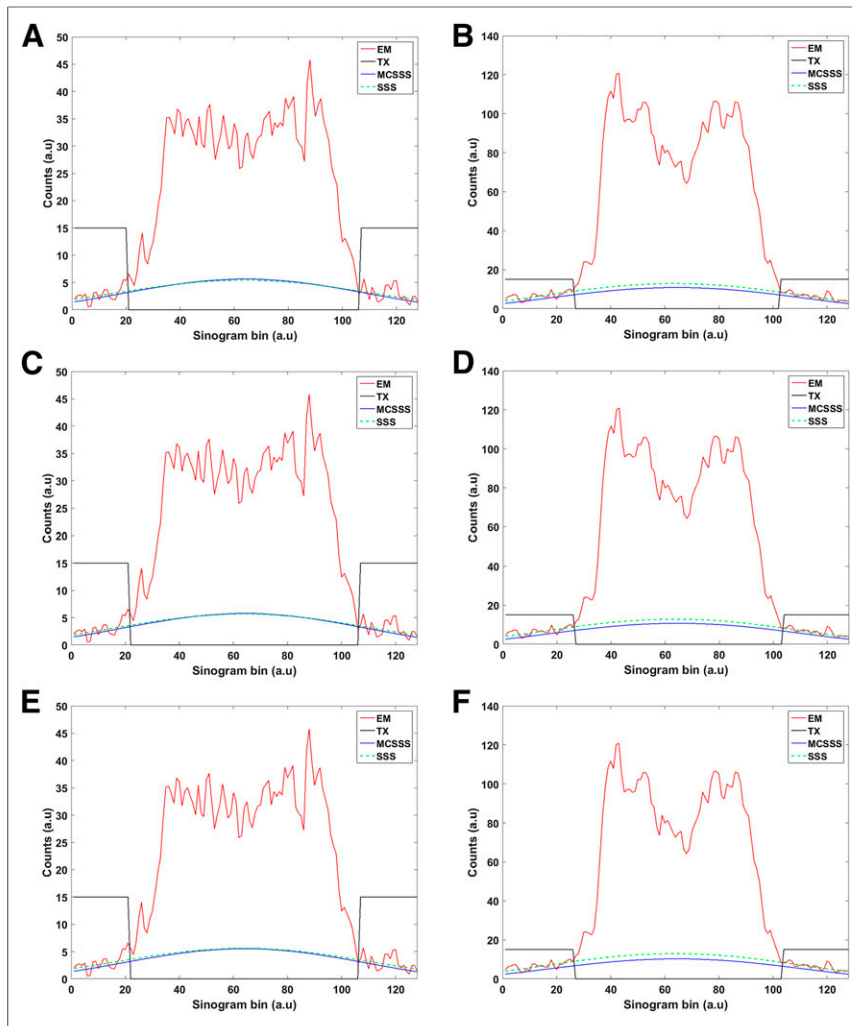 A
50
45
40
35
30
25
20
15
10
5
0
Counts (a.u)
0 20 40 60 80 100 120
Sinogram bin (a.u)
EM
TX
MCSSS
SSS
B
140
120
100
80
60
40
20
0
Counts (a.u)
0 20 40 60 80 100 120
Sinogram bin (a.u)
EM
TX
MCSSS
SSS
C
50
45
40
35
30
25
20
15
10
5
0
Counts (a.u)
0 20 40 60 80 100 120
Sinogram bin (a.u)
EM
TX
MCSSS
SSS
D
140
120
100
80
60
40
20
0
Counts (a.u)
0 20 40 60 80 100 120
Sinogram bin (a.u)
EM
TX
MCSSS
SSS
E
50
45
40
35
30
25
20
15
10
5
0
Counts (a.u)
0 20 40 60 80 100 120
Sinogram bin (a.u)
EM
TX
MCSSS
SSS
F
140
120
100
80
60
40
20
0
Counts (a.u)
0 20 40 60 80 100 120
Sinogram bin (a.u)
EM
TX
MCSSS
SSS